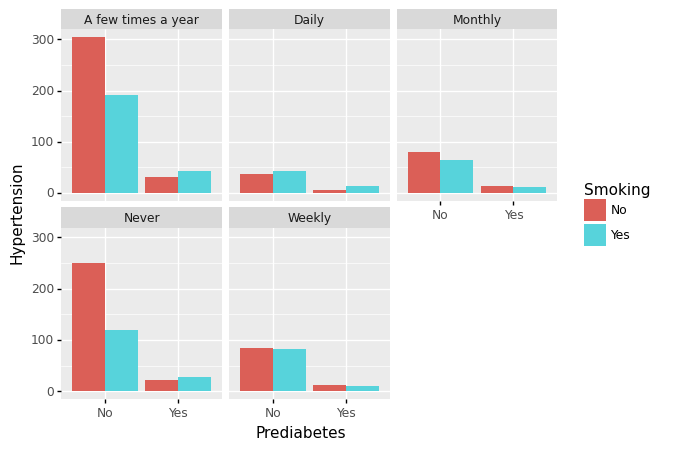 A few times a year
Daily
Monthly
300
200
100
0
No
Yes
Never
Weekly
300
200
100
0
No
Yes
No
Yes
Prediabetes
Hypertension
Smoking
No
Yes